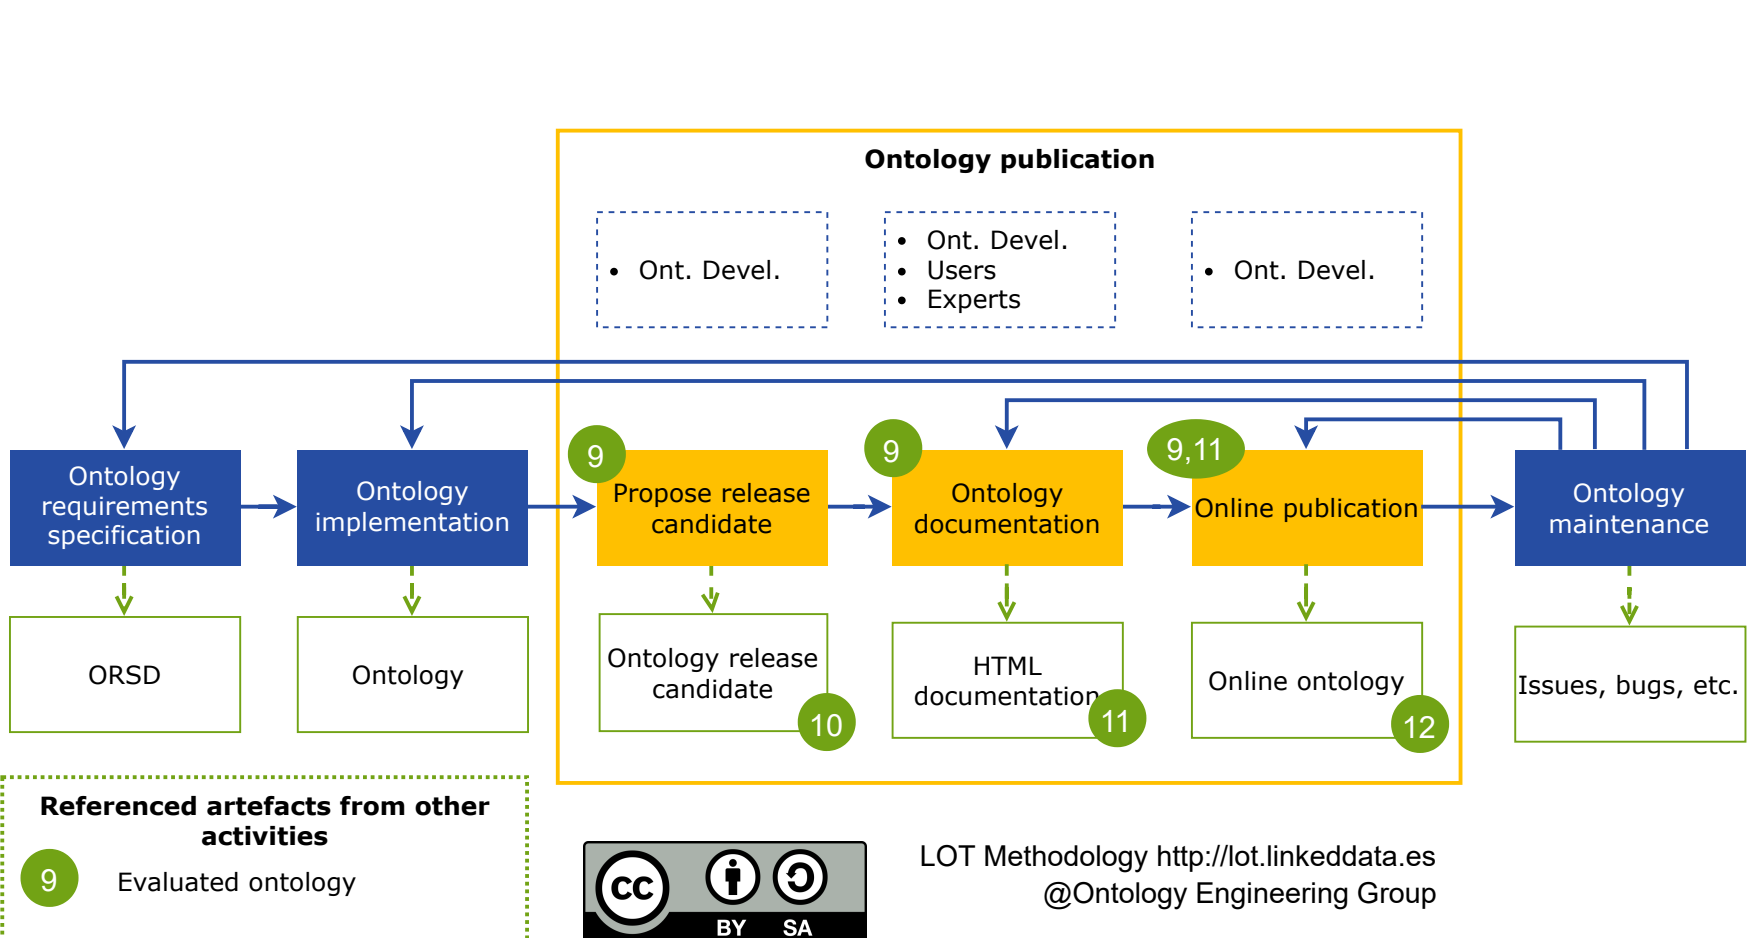 Ontology publication
• Ont. Devel.
• Ont. Devel.
• Users
• Experts
• Ont. Devel.
Ontology
requirements
specification
Ontology
implementation
9
Propose release
candidate
9
Ontology
documentation
9,11
Online publication
Ontology
maintenance
ORSD
Ontology
Ontology release
candidate
10
HTML
documentation
11
Online ontology
12
Issues, bugs, etc.
Referenced artefacts from other
activities
9 Evaluated ontology
cc
BY SA
LOT Methodology http://lot.linkeddata.es
@Ontology Engineering Group